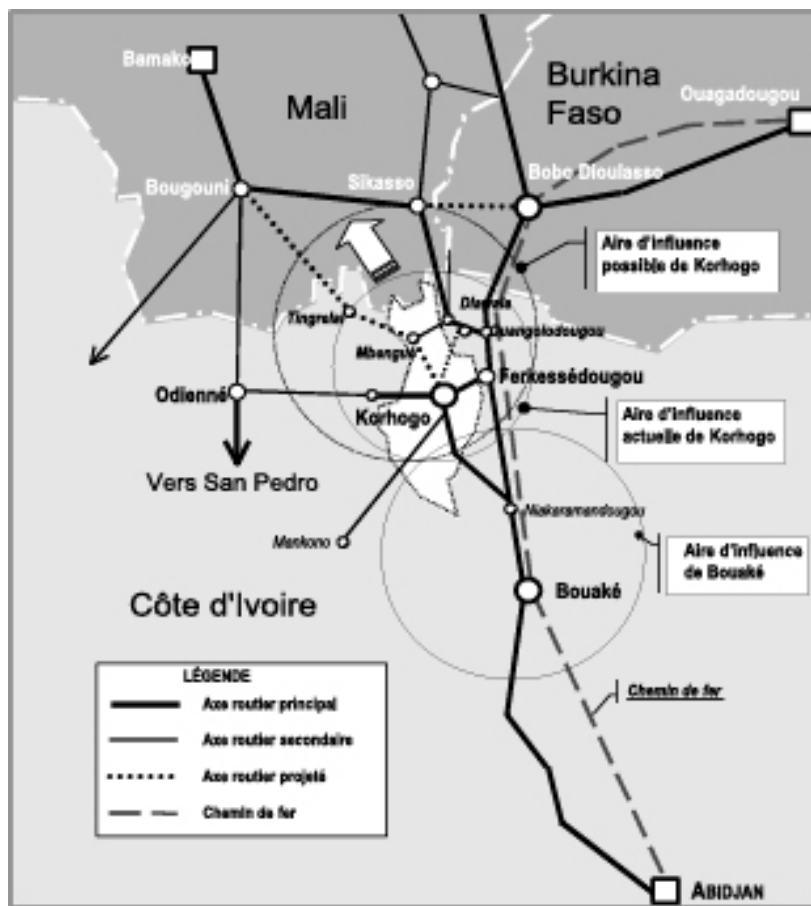 Bamako
Mali
Burkina
Faso
Ouagadougou
Bougouni
Sikasso
Bobo Dioulasso
Aire d'influence
possible de Korhogo
Tingrela
Ouangolodougou
Odienné
Korhogo
Ferkessédougou
Aire d'influence
actuelle de Korhogo
Vers San Pedro
Niakaramandougou
Mankono
Aire d'influence
de Bouaké
Bouaké
Côte d'Ivoire
LÉGENDE
Axe routier principal
Axe routier secondaire
Axe routier projeté
Chemin de fer
Chemin de fer
ABIDJAN